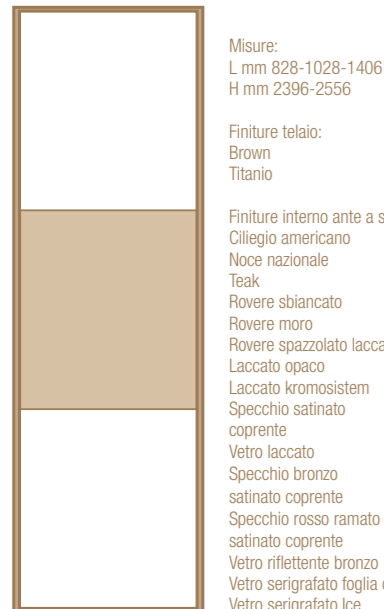 Misure:
L mm 828-1028-1406
H mm 2396-2556
Finiture telaio:
Brown
Titanio
Finiture interno ante a
Ciliegio americano
Noce nazionale
Teak
Rovere sbiancato
Rovere moro
Rovere spazzolato
Laccato opaco
Laccato kromosistem
Specchio satinato
coprente
Vetro laccato
Specchio bronzo
satinato coprente
Specchio rosso ramato
satinato coprente
Vetro riflettente bronzo
Vetro serigrafato foglia
Vetro serigrafato Ice